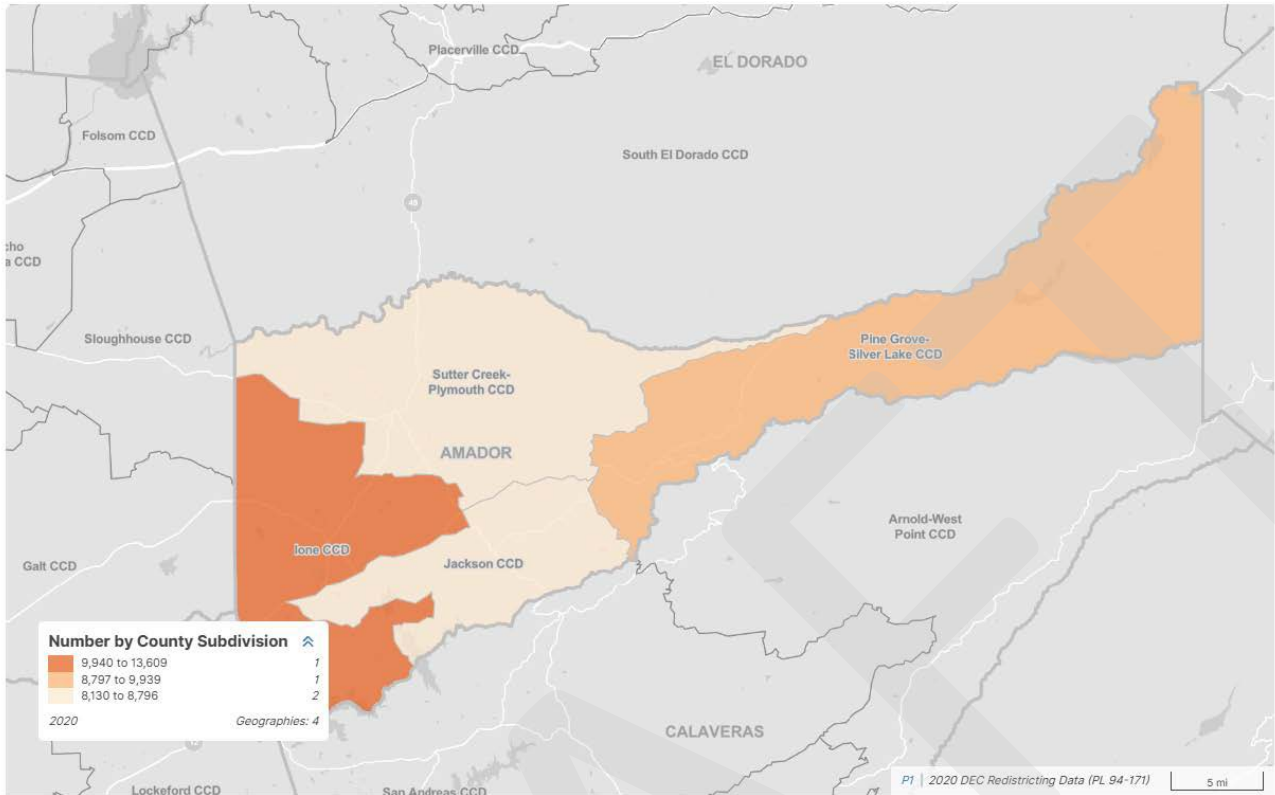 Placerville CCD
EL DORADO
Folsom CCD
South El Dorado CCD
49
cho
a CCD
Sloughhouse CCD
Pine Grove-
Silver Lake CCD
Sutter Creek-
Plymouth CCD
AMADOR
Arnold-West
Point CCD
Ione CCD
Jackson CCD
Galt CCD
Number by County Subdivision
9,940 to 13,609 1
8,797 to 9,939 1
8,130 to 8,796 2
2020 Geographies: 4
CALAVERAS
P1 | 2020 DEC Redistricting Data (PL 94-171)
5 mi
Lockeford CCD
San Andreas CCD